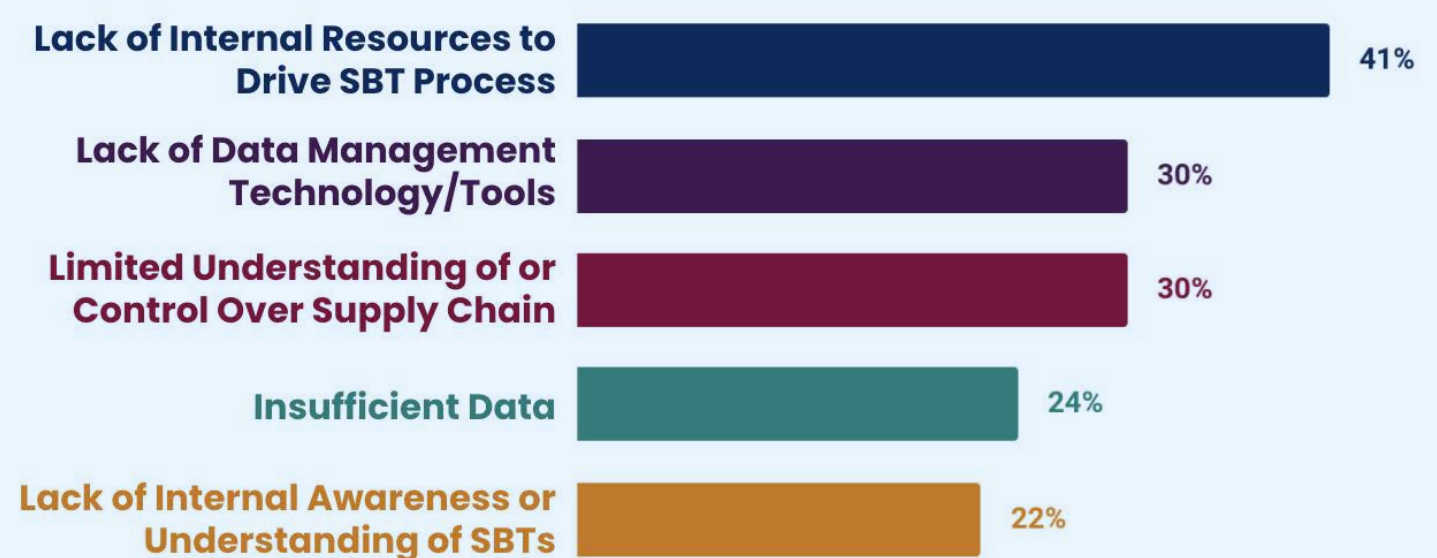 Lack of Internal Resources to
Drive SBT Process
41%
Lack of Data Management
Technology/Tools
30%
Limited Understanding of or
Control Over Supply Chain
30%
Insufficient Data
24%
Lack of Internal Awareness or
Understanding of SBTs
22%